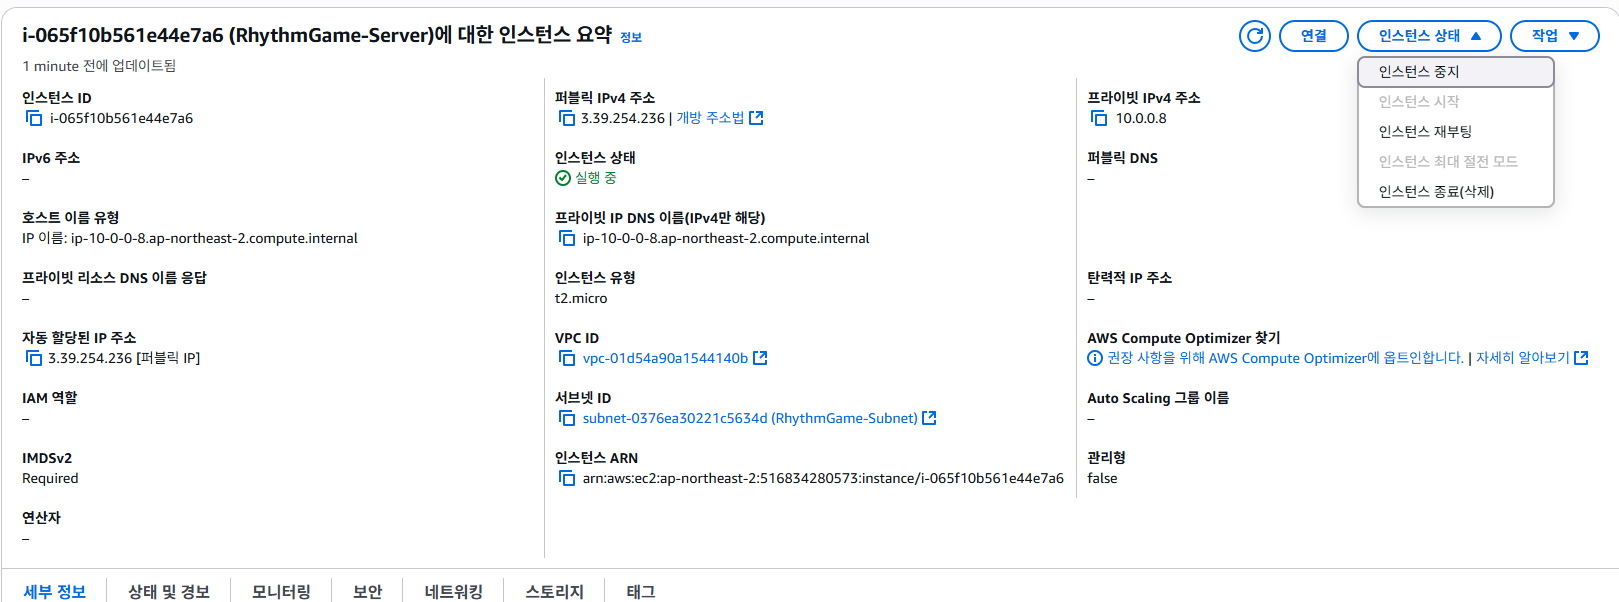 i-065f10b561e44e7a6 (RhythmGame-Server)에 대한 인스턴스 요약 정보
연결
인스턴스 상태
작업
1 minute 전에 업데이트됨
인스턴스 중지
인스턴스 시작
인스턴스 재부팅
인스턴스 최대 절전 모드
인스턴스 종료(삭제)
인스턴스 ID
i-065f10b561e44e7a6
퍼블릭 IPv4 주소
3.39.254.236 | 개방 주소법
프라이빗 IPv4 주소
10.0.0.8
IPv6 주소
–
인스턴스 상태
실행 중
퍼블릭 DNS
–
호스트 이름 유형
IP 이름: ip-10-0-0-8.ap-northeast-2.compute.internal
프라이빗 IP DNS 이름(IPv4만 해당)
ip-10-0-0-8.ap-northeast-2.compute.internal
프라이빗 리소스 DNS 이름 응답
–
인스턴스 유형
t2.micro
탄력적 IP 주소
–
자동 할당된 IP 주소
3.39.254.236 [퍼블릭 IP]
VPC ID
vpc-01d54a90a1544140b
AWS Compute Optimizer 찾기
권장 사항을 위해 AWS Compute Optimizer에 옵트인합니다. | 자세히 알아보기
IAM 역할
–
서브넷 ID
subnet-0376ea30221c5634d (RhythmGame-Subnet)
Auto Scaling 그룹 이름
–
IMDSv2
Required
인스턴스 ARN
arn:aws:ec2:ap-northeast-2:516834280573:instance/i-065f10b561e44e7a6
관리형
false
연산자
–
세부 정보
상태 및 경보
모니터링
보안
네트워킹
스토리지
태그